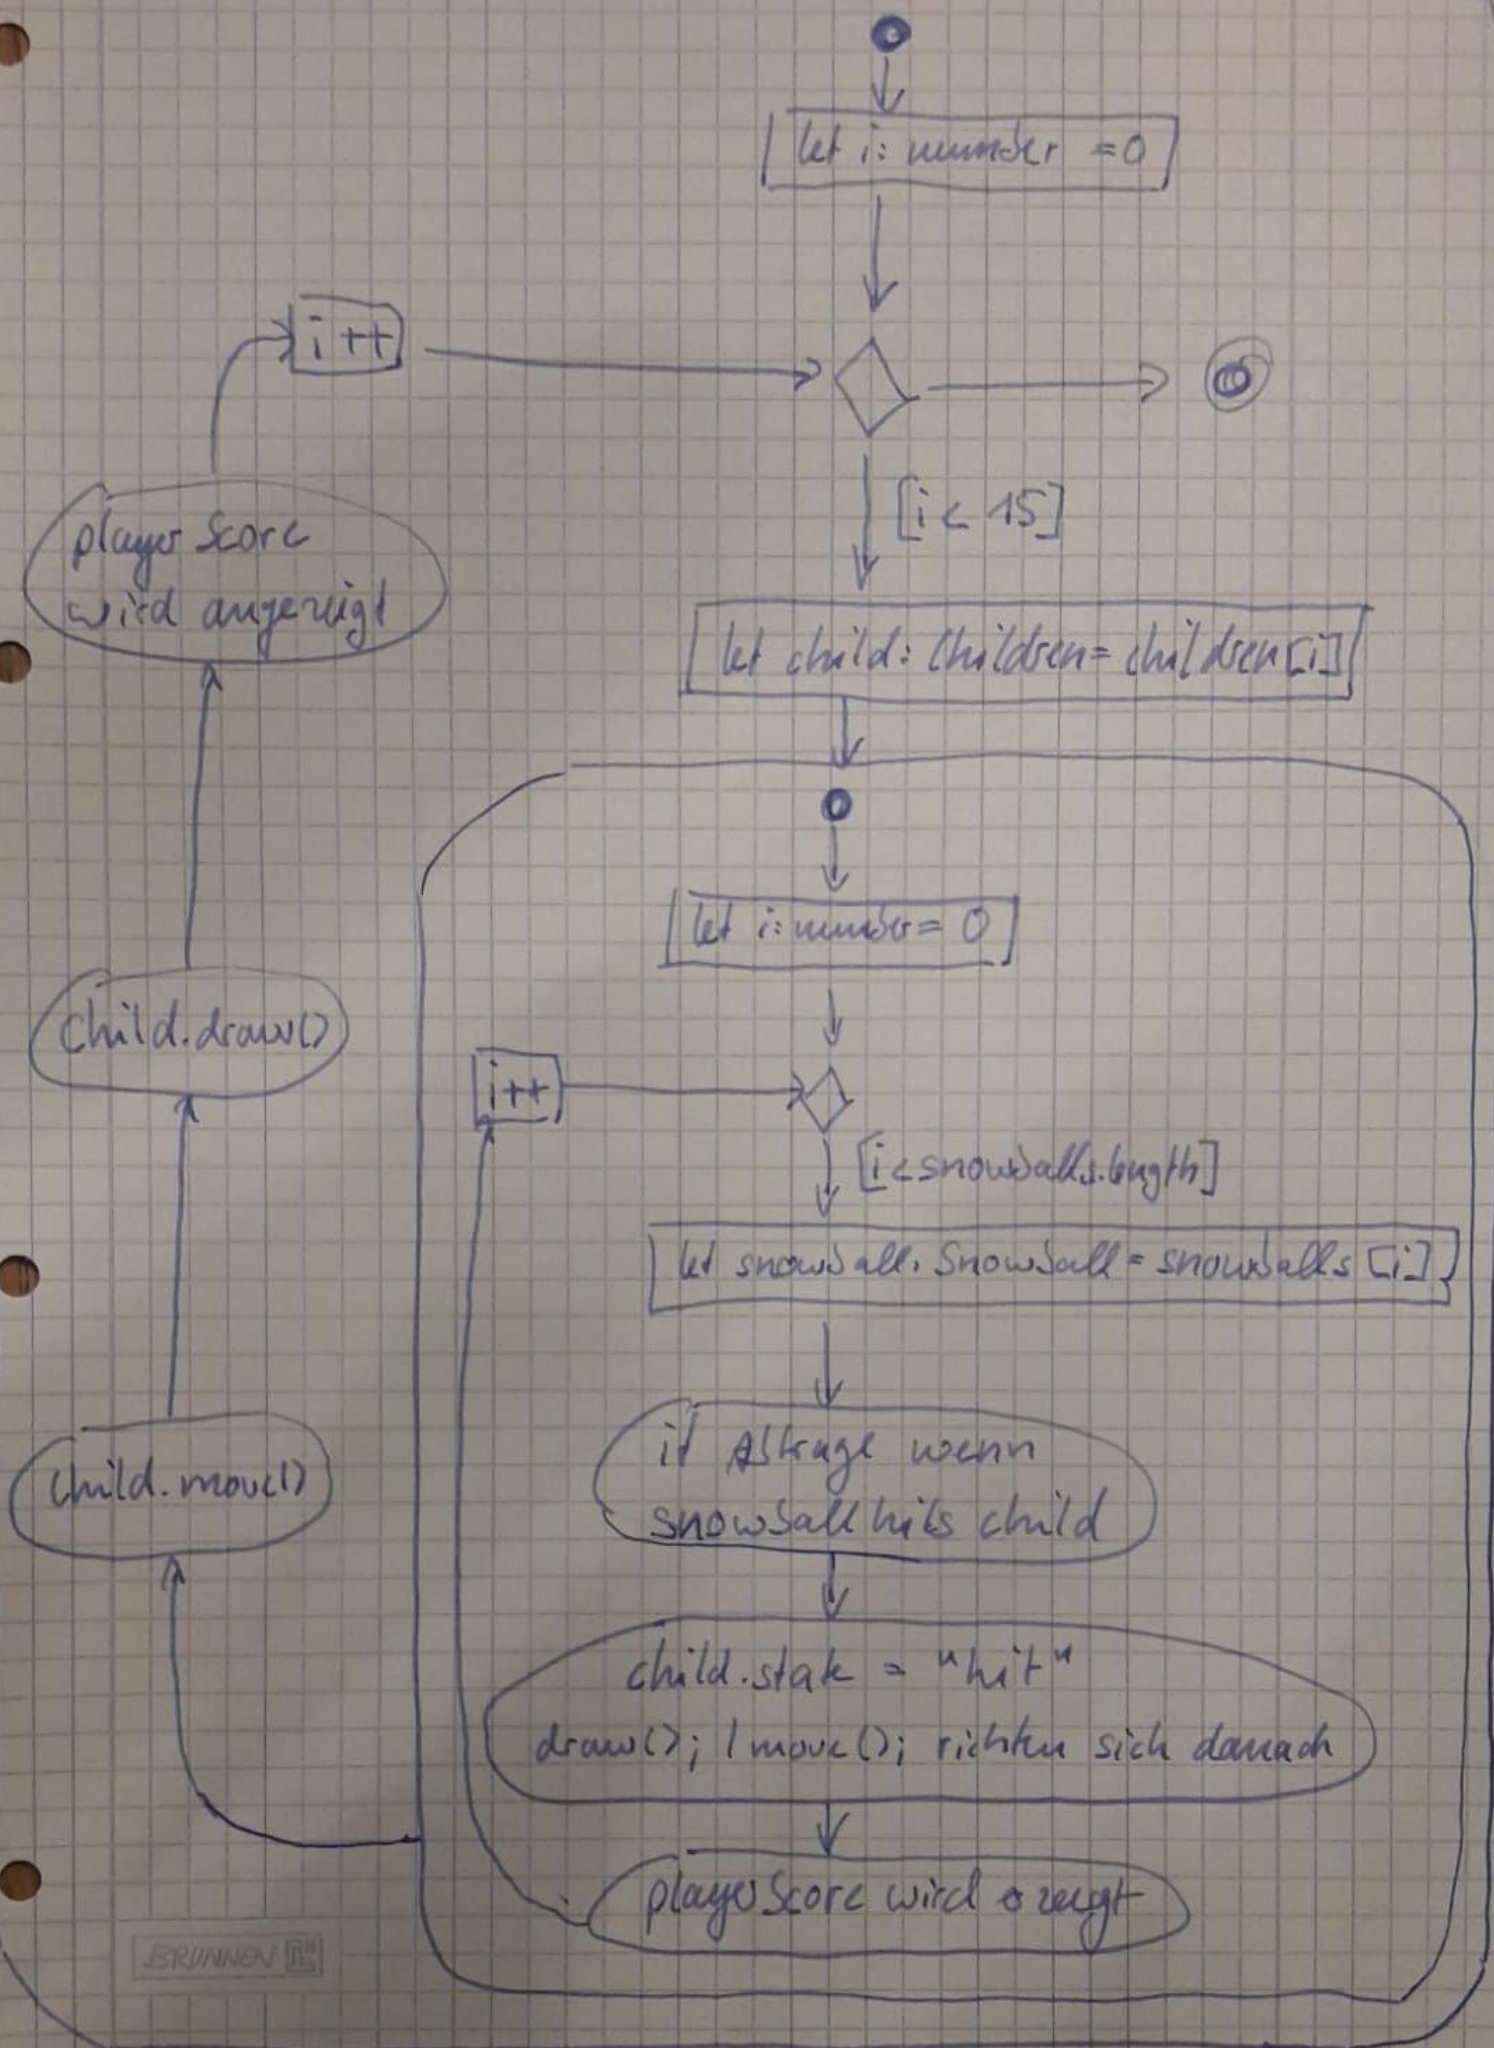 let i: number = 0
i ++
[i < 15]
playerScore
wird angezeigt
let child: Children = children[i]
let i: number = 0
child.draw()
i++
[i < snowballs.length]
let snowball: Snowball = snowballs [i]
if Abfrage wenn
snowball hits child
child.move()
child.state = "hit"
draw(); / move(); richten sich danach
playerScore wird erzeugt
BRUNNEN